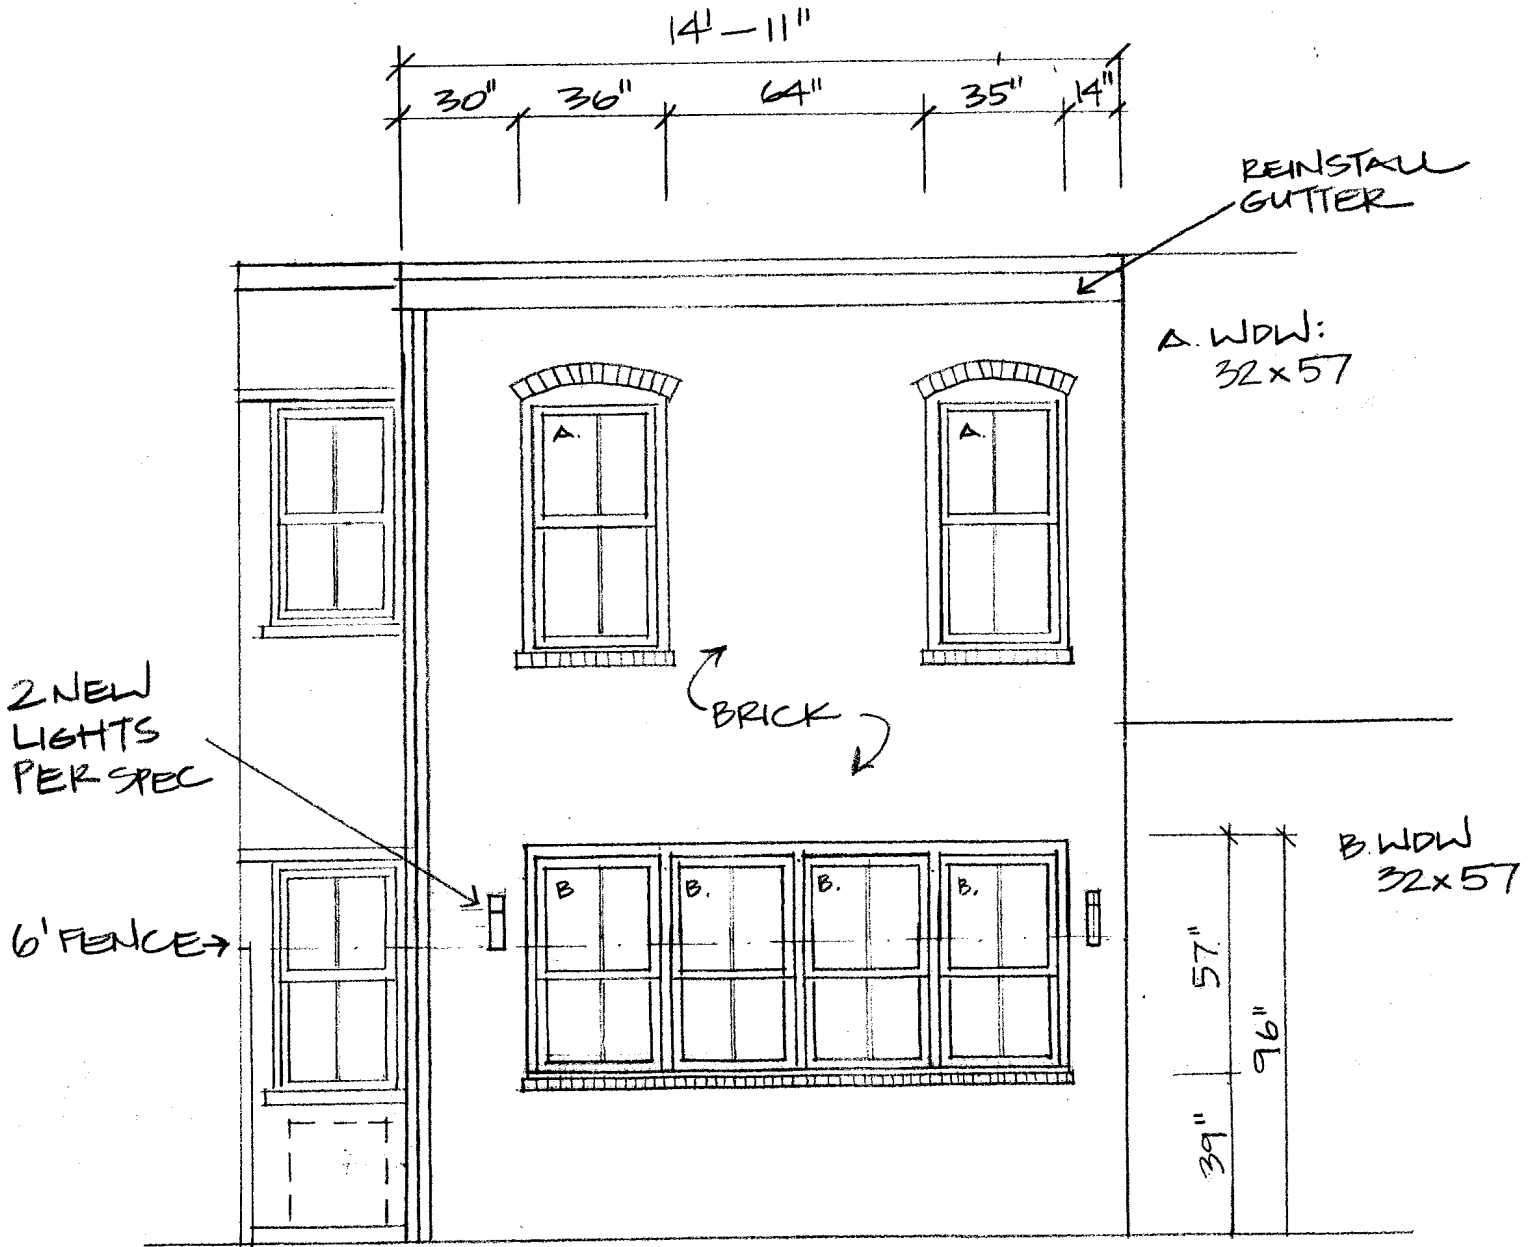 14'-11"
30" 36" 64" 35" 14"
REINSTALL
GUTTER
A. WDW:
32x57
A. A.
2 NEW
LIGHTS
PER SPEC
BRICK
B. WDW
32x57
B B. B. B.
6' FENCE
57"
96"
39"